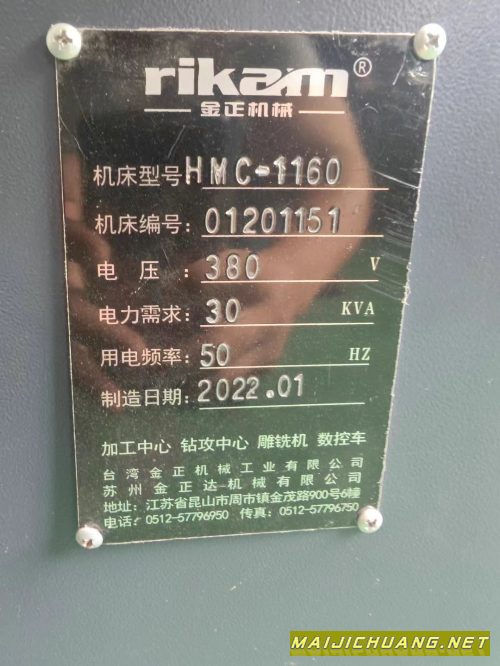 rikam®
金正机械
机床型号 HMC-1160
机床编号: 01201151
电 压: 380 V
电力需求: 30 KVA
用电频率: 50 HZ
制造日期: 2022.01
加工中心 钻攻中心 雕铣机 数控车
台湾金正机械工业有限公司
苏州金正达机械有限公司
地址: 江苏省昆山市周市镇金茂路900号6幢
电话: 0512-57796950 传真: 0512-57796750
MAIJICHUANG.NET